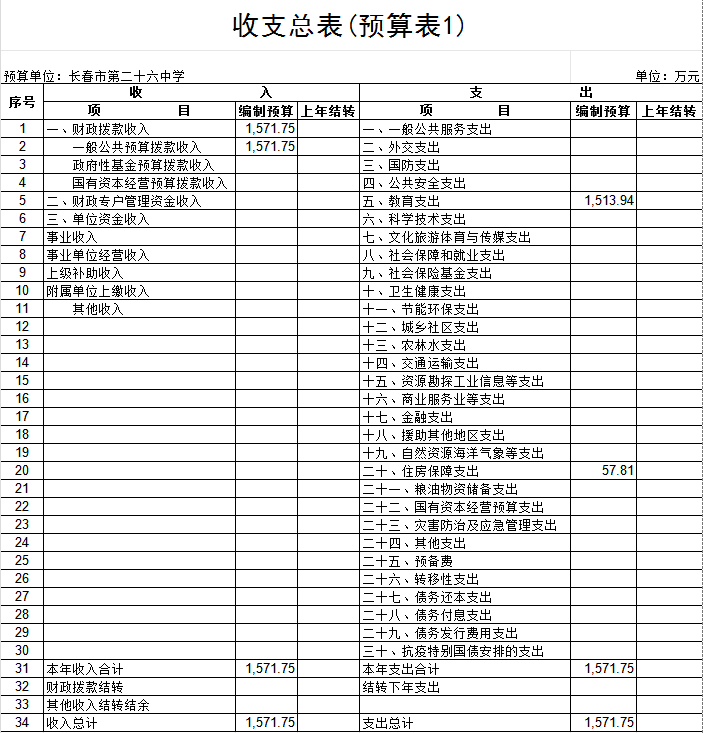 收支总表(预算表1)
预算单位：长春市第二十六中学 单位：万元
序号 收 入 支 出
项 目 编制预算 上年结转 项 目 编制预算 上年结转
1 一、财政拨款收入 1,571.75 一、一般公共服务支出
2 一般公共预算拨款收入 1,571.75 二、外交支出
3 政府性基金预算拨款收入 三、国防支出
4 国有资本经营预算拨款收入 四、公共安全支出
5 二、财政专户管理资金收入 五、教育支出 1,513.94
6 三、单位资金收入 六、科学技术支出
7 事业收入 七、文化旅游体育与传媒支出
8 事业单位经营收入 八、社会保障和就业支出
9 上级补助收入 九、社会保险基金支出
10 附属单位上缴收入 十、卫生健康支出
11 其他收入 十一、节能环保支出
12 十二、城乡社区支出
13 十三、农林水支出
14 十四、交通运输支出
15 十五、资源勘探工业信息等支出
16 十六、商业服务业等支出
17 十七、金融支出
18 十八、援助其他地区支出
19 十九、自然资源海洋气象等支出
20 二十、住房保障支出 57.81
21 二十一、粮油物资储备支出
22 二十二、国有资本经营预算支出
23 二十三、灾害防治及应急管理支出
24 二十四、其他支出
25 二十五、预备费
26 二十六、转移性支出
27 二十七、债务还本支出
28 二十八、债务付息支出
29 二十九、债务发行费用支出
30 三十、抗疫特别国债安排的支出
31 本年收入合计 1,571.75 本年支出合计 1,571.75
32 财政拨款结转 结转下年支出
33 其他收入结转结余
34 收入总计 1,571.75 支出总计 1,571.75